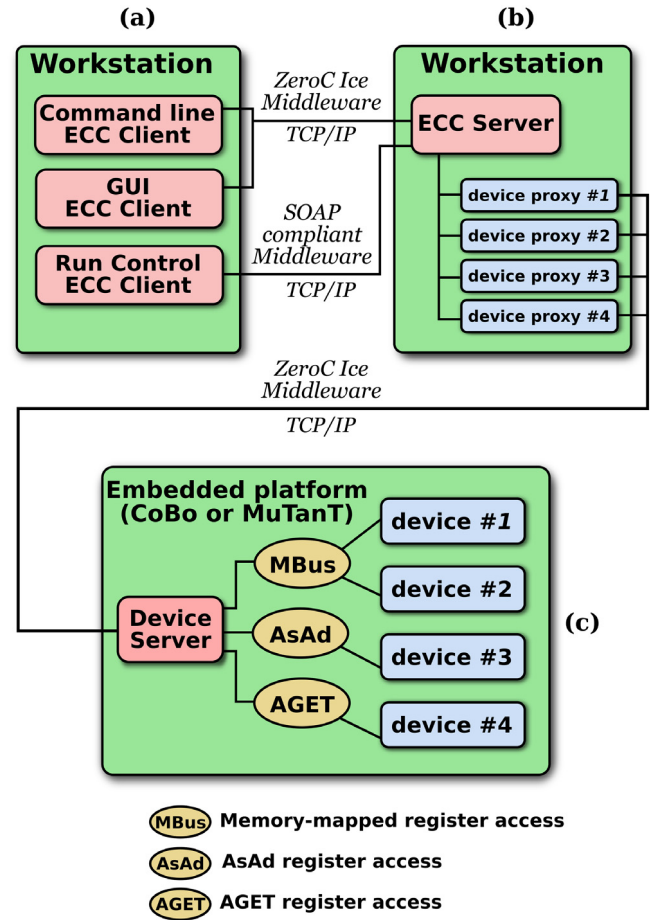 (a)
(b)
Workstation
Command line
ECC Client
GUI
ECC Client
Run Control
ECC Client
ZeroC Ice
Middleware
TCP/IP
SOAP
compliant
Middleware
TCP/IP
Workstation
ECC Server
device proxy #1
device proxy #2
device proxy #3
device proxy #4
ZeroC Ice
Middleware
TCP/IP
Embedded platform
(CoBo or MuTanT)
Device
Server
MBus
AsAd
AGET
device #1
device #2
device #3
device #4
(c)
MBus Memory-mapped register access
AsAd AsAd register access
AGET AGET register access